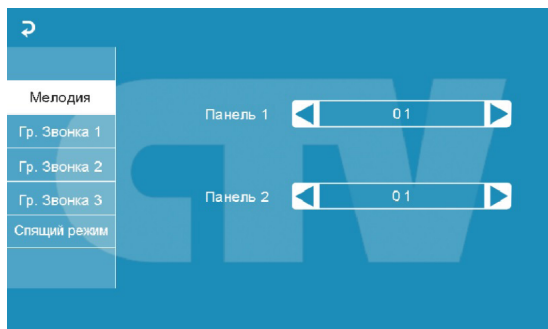 Мелодия
Гр. Звонка 1
Гр. Звонка 2
Гр. Звонка 3
Спящий режим
Панель 1 01
Панель 2 01
CTV